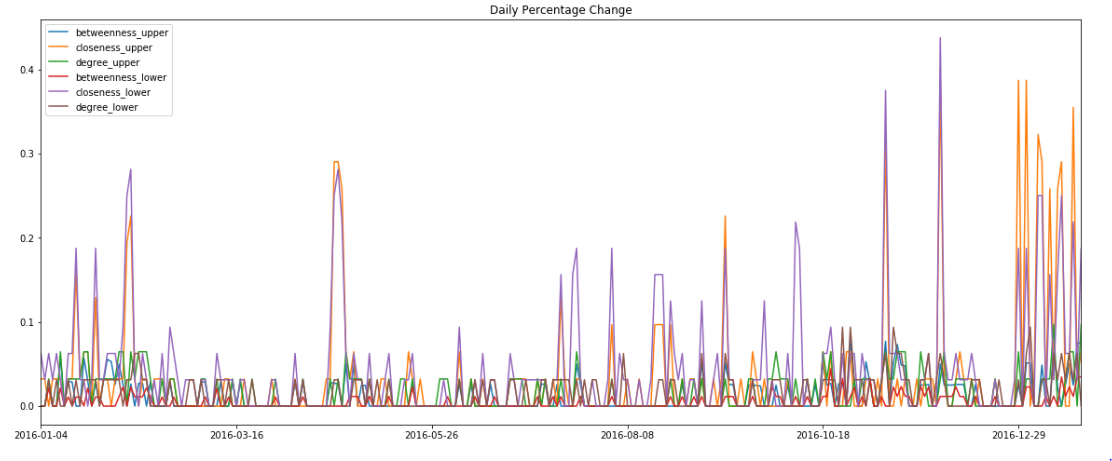 Daily Percentage Change
betweenness_upper
closeness_upper
degree_upper
betweenness_lower
closeness_lower
degree_lower
0.4
0.3
0.2
0.1
0.0
2016-01-04 2016-03-16 2016-05-26 2016-08-08 2016-10-18 2016-12-29